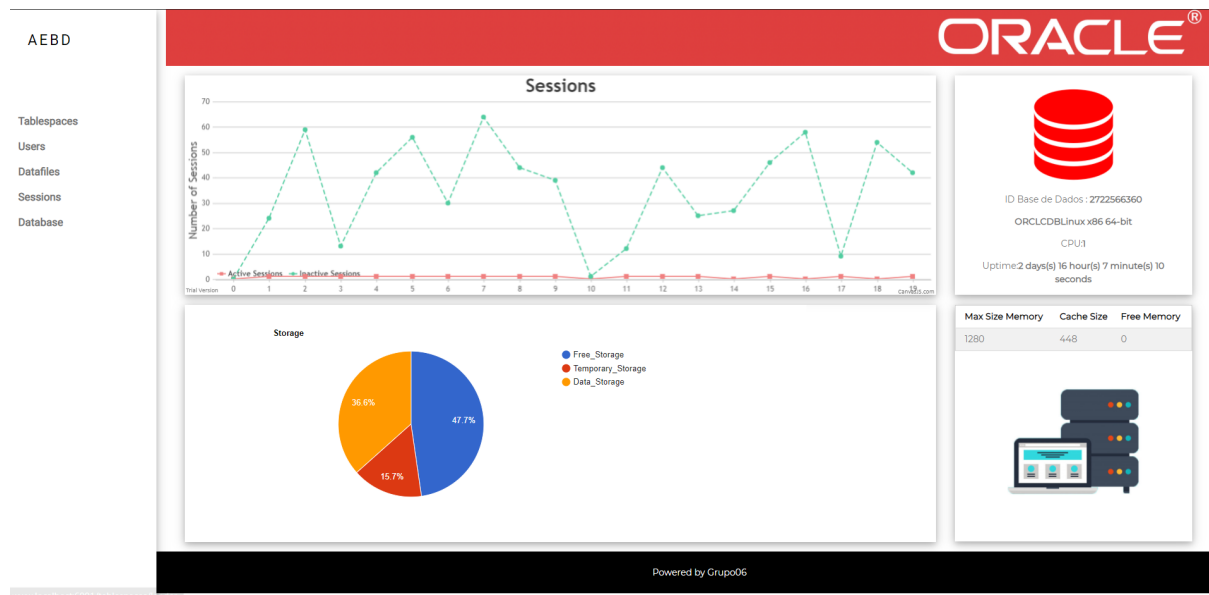 AEBD
ORACLE®
Tablespaces
Users
Datafiles
Sessions
Database
Sessions
Number of Sessions
70
60
50
40
30
20
10
0
Active Sessions Inactive Sessions
0 1 2 3 4 5 6 7 8 9 10 11 12 13 14 15 16 17 18 19
Trial Version
CanvasJS.com
ID Base de Dados : 2722566360
ORCLCDBLinux x86 64-bit
CPU:1
Uptime:2 days(s) 16 hour(s) 7 minute(s) 10
seconds
Storage
Free_Storage
Temporary_Storage
Data_Storage
36.6%
47.7%
15.7%
Max Size Memory Cache Size Free Memory
1280 448 0
Powered by Grupo06